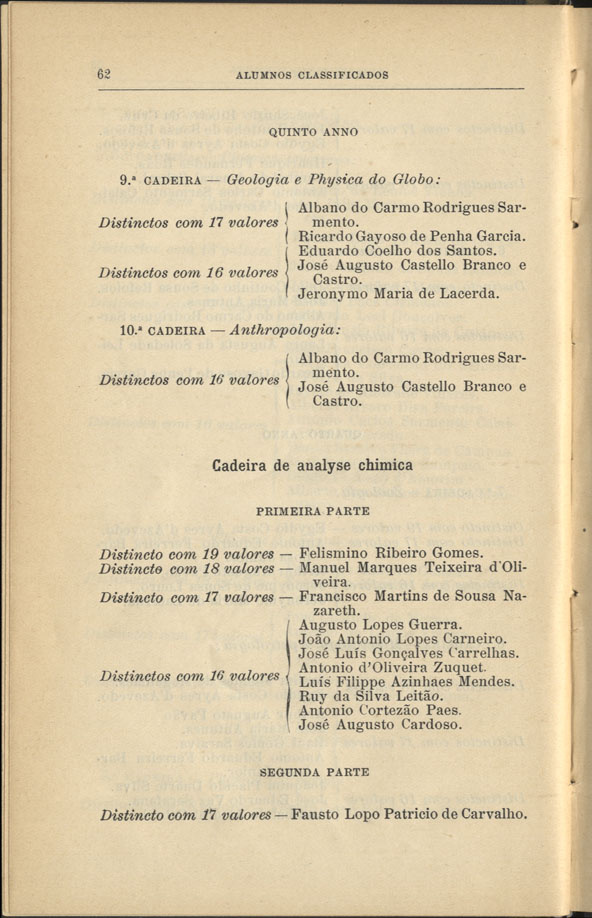 62 ALUMNOS CLASSIFICADOS
QUINTO ANNO
9.ª CADEIRA — Geologia e Physica do Globo:
Distinctos com 17 valores
Albano do Carmo Rodrigues Sar-
mento.
Ricardo Gayoso de Penha Garcia.
Distinctos com 16 valores
Eduardo Coelho dos Santos.
José Augusto Castello Branco e
Castro.
Jeronymo Maria de Lacerda.
10.ª CADEIRA — Anthropologia:
Distinctos com 16 valores
Albano do Carmo Rodrigues Sar-
mento.
José Augusto Castello Branco e
Castro.
Cadeira de analyse chimica
PRIMEIRA PARTE
Distincto com 19 valores — Felismino Ribeiro Gomes.
Distincto com 18 valores — Manuel Marques Teixeira d'Oli-
veira.
Distincto com 17 valores — Francisco Martins de Sousa Na-
zareth.
Distinctos com 16 valores
Augusto Lopes Guerra.
João Antonio Lopes Carneiro.
José Luís Gonçalves Carrelhas.
Antonio d'Oliveira Zuquet.
Luís Filippe Azinhaes Mendes.
Ruy da Silva Leitão.
Antonio Cortezão Paes.
José Augusto Cardoso.
SEGUNDA PARTE
Distincto com 17 valores — Fausto Lopo Patricio de Carvalho.